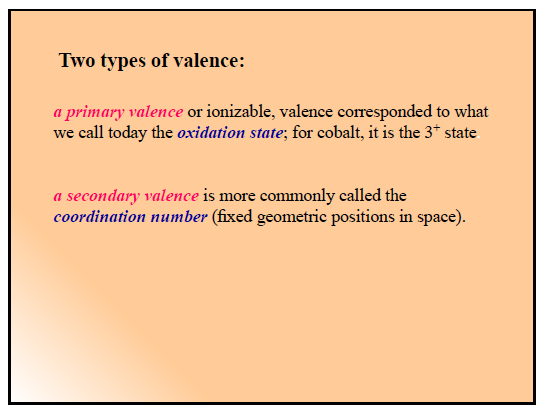 Two types of valence:
a primary valence or ionizable, valence corresponded to what
we call today the oxidation state; for cobalt, it is the 3⁺ state.
a secondary valence is more commonly called the
coordination number (fixed geometric positions in space).